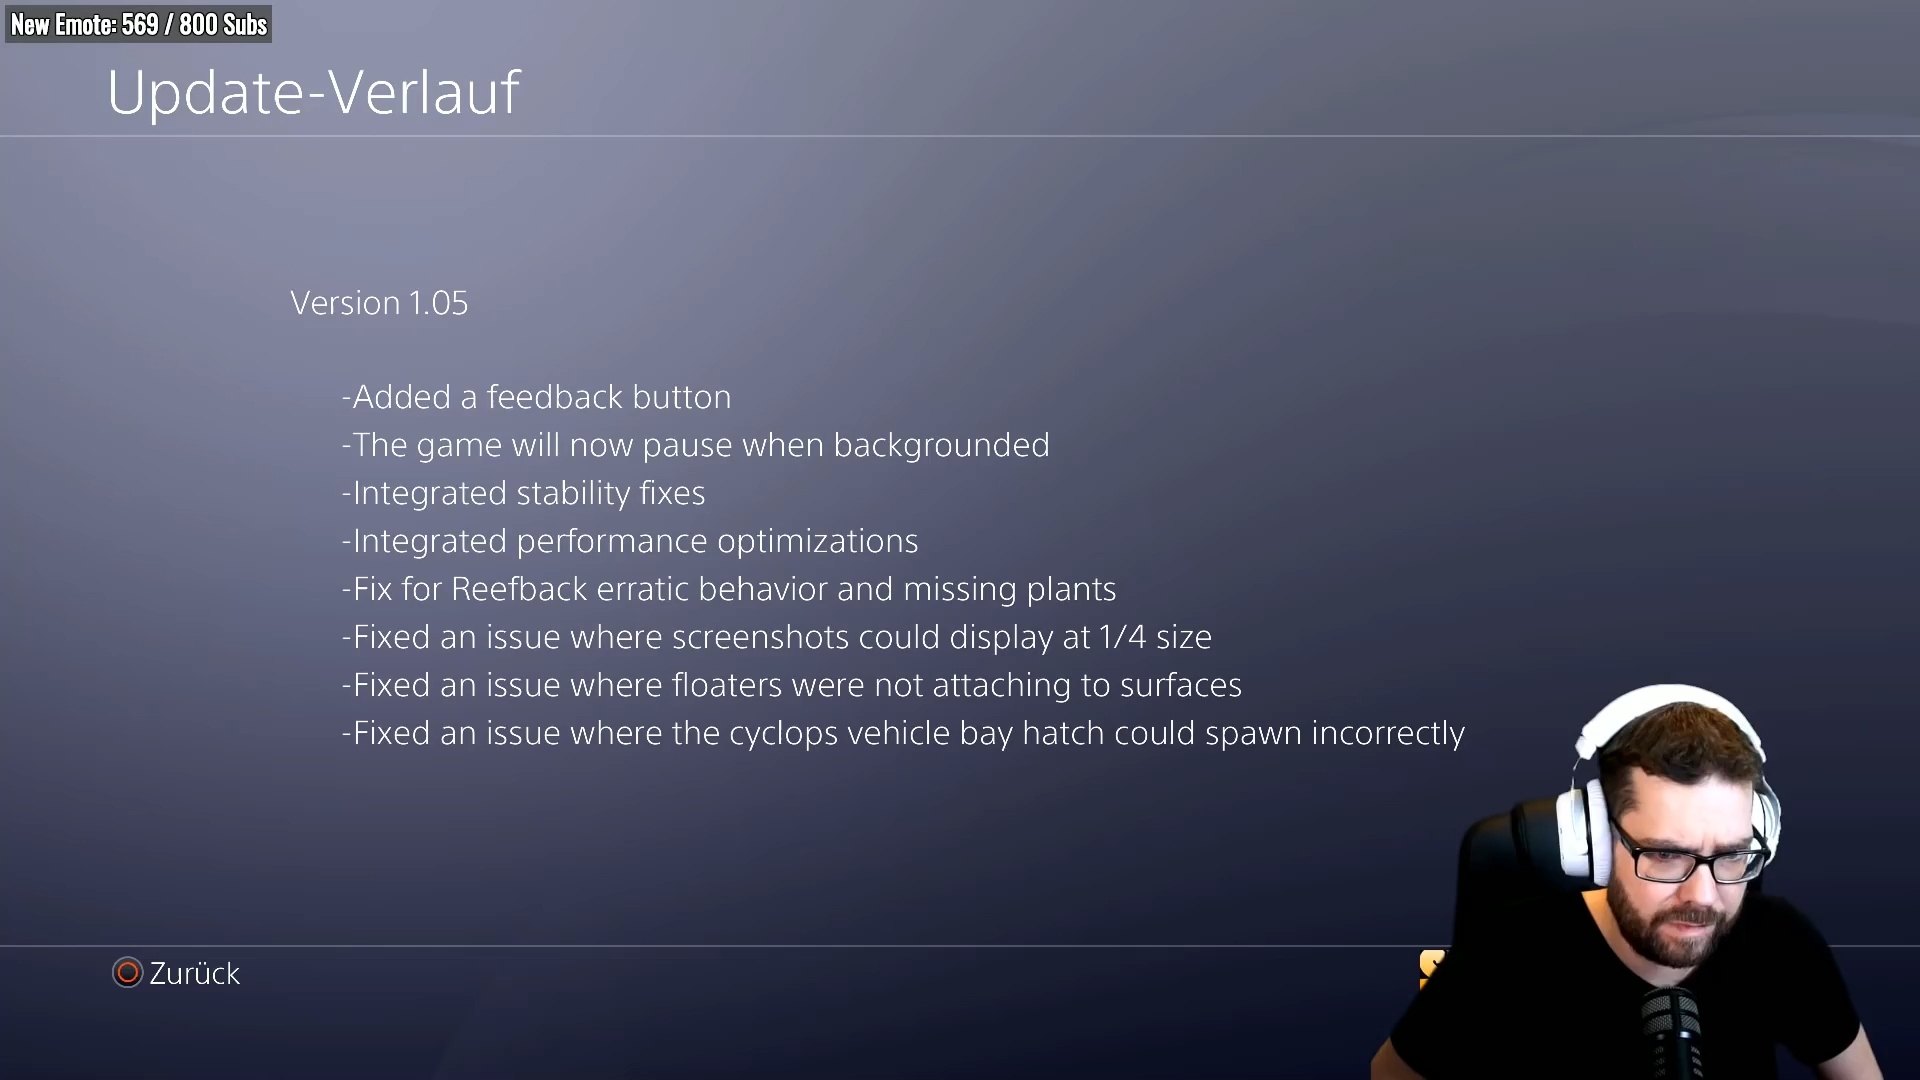 New Emote: 569 / 800 Subs
Update-Verlauf
Version 1.05
-Added a feedback button
-The game will now pause when backgrounded
-Integrated stability fixes
-Integrated performance optimizations
-Fix for Reefback erratic behavior and missing plants
-Fixed an issue where screenshots could display at 1/4 size
-Fixed an issue where floaters were not attaching to surfaces
-Fixed an issue where the cyclops vehicle bay hatch could spawn incorrectly
Zurück